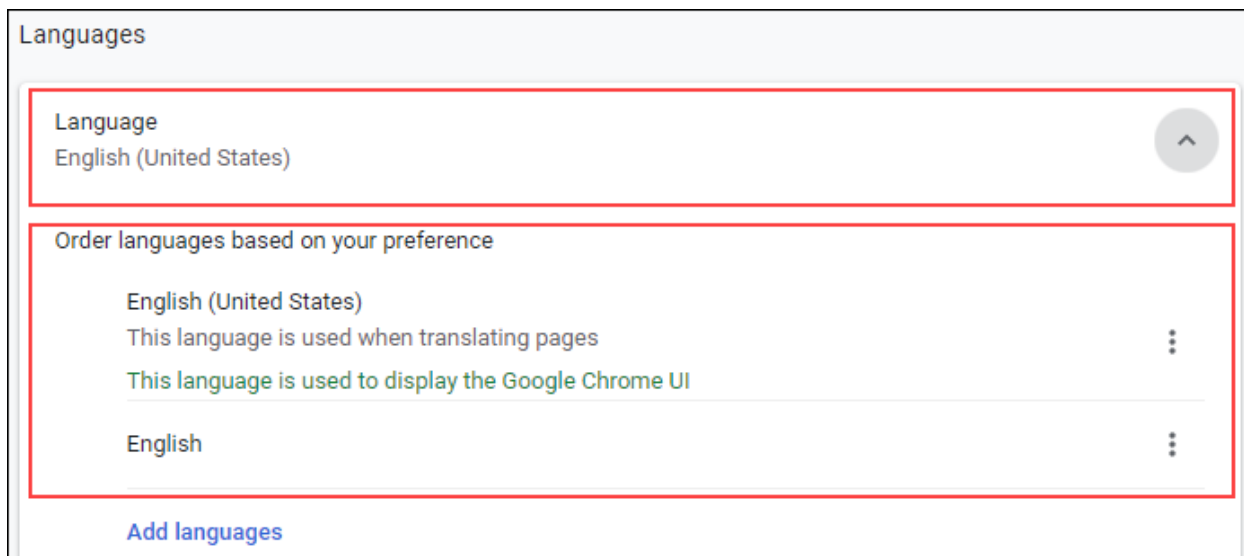 Languages
Language
English (United States)
Order languages based on your preference
English (United States)
This language is used when translating pages
This language is used to display the Google Chrome UI
English
Add languages